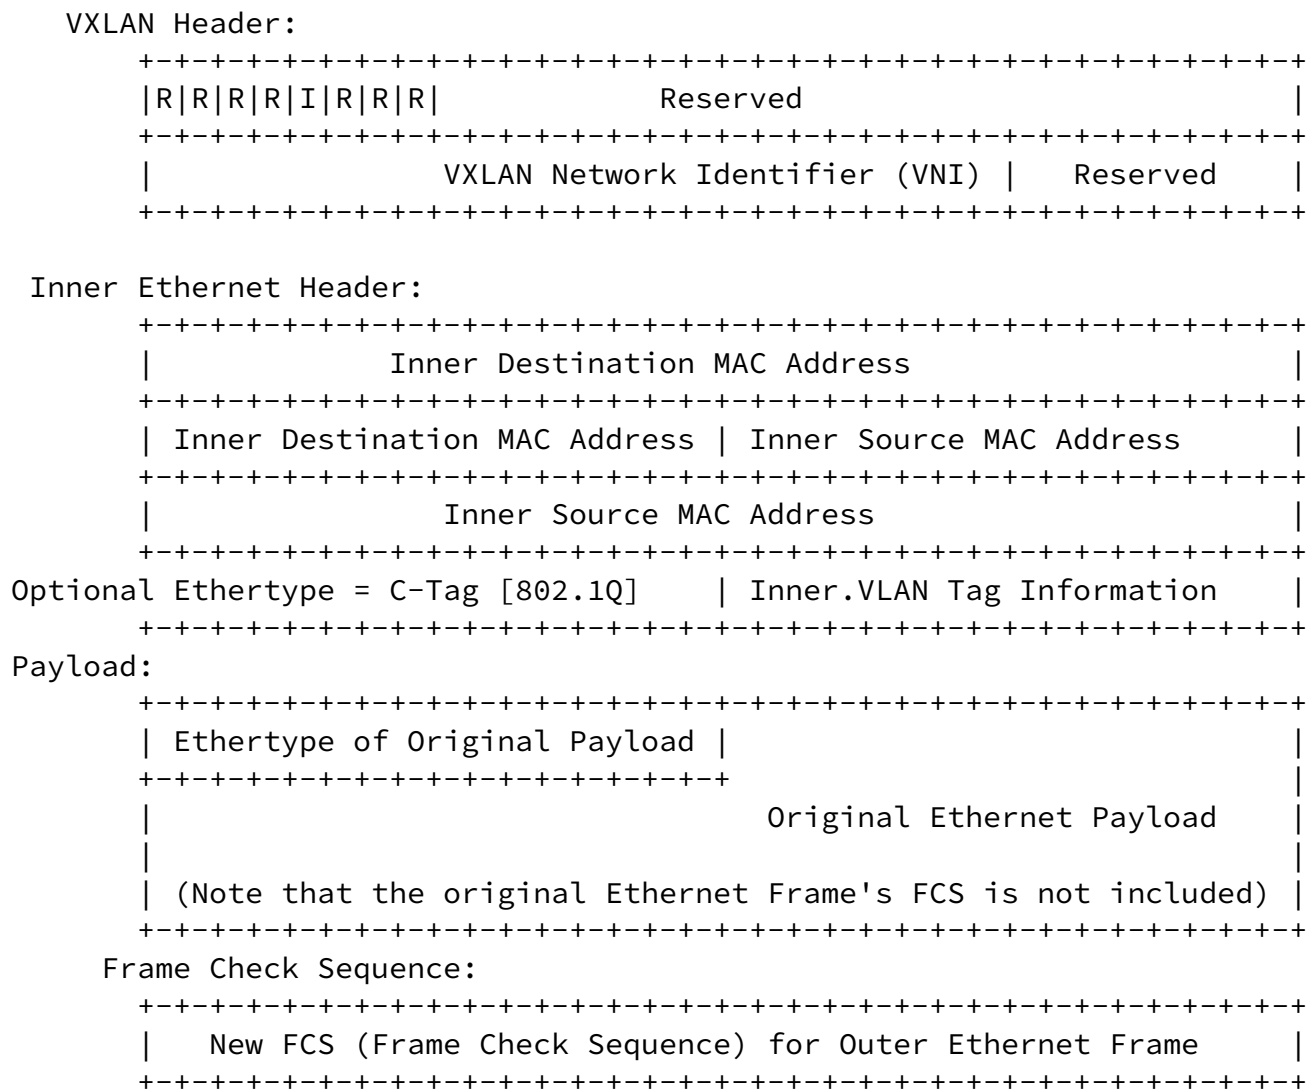 VXLAN Header:
+-+-+-+-+-+-+-+-+-+-+-+-+-+-+-+-+-+-+-+-+-+-+-+-+-+-+-+-+-+-+-+-+
|R|R|R|R|I|R|R|R|            Reserved                           |
+-+-+-+-+-+-+-+-+-+-+-+-+-+-+-+-+-+-+-+-+-+-+-+-+-+-+-+-+-+-+-+-+
|                VXLAN Network Identifier (VNI) |   Reserved    |
+-+-+-+-+-+-+-+-+-+-+-+-+-+-+-+-+-+-+-+-+-+-+-+-+-+-+-+-+-+-+-+-+
Inner Ethernet Header:
+-+-+-+-+-+-+-+-+-+-+-+-+-+-+-+-+-+-+-+-+-+-+-+-+-+-+-+-+-+-+-+-+
|             Inner Destination MAC Address                     |
+-+-+-+-+-+-+-+-+-+-+-+-+-+-+-+-+-+-+-+-+-+-+-+-+-+-+-+-+-+-+-+-+
| Inner Destination MAC Address | Inner Source MAC Address      |
+-+-+-+-+-+-+-+-+-+-+-+-+-+-+-+-+-+-+-+-+-+-+-+-+-+-+-+-+-+-+-+-+
|                Inner Source MAC Address                       |
+-+-+-+-+-+-+-+-+-+-+-+-+-+-+-+-+-+-+-+-+-+-+-+-+-+-+-+-+-+-+-+-+
Optional Ethertype = C-Tag [802.1Q]    | Inner.VLAN Tag Information    |
+-+-+-+-+-+-+-+-+-+-+-+-+-+-+-+-+-+-+-+-+-+-+-+-+-+-+-+-+-+-+-+-+
Payload:
+-+-+-+-+-+-+-+-+-+-+-+-+-+-+-+-+-+-+-+-+-+-+-+-+-+-+-+-+-+-+-+-+
| Ethertype of Original Payload |                               |
+-+-+-+-+-+-+-+-+-+-+-+-+-+-+-+-+                               |
|                                  Original Ethernet Payload    |
|                                                               |
| (Note that the original Ethernet Frame's FCS is not included) |
+-+-+-+-+-+-+-+-+-+-+-+-+-+-+-+-+-+-+-+-+-+-+-+-+-+-+-+-+-+-+-+-+
Frame Check Sequence:
+-+-+-+-+-+-+-+-+-+-+-+-+-+-+-+-+-+-+-+-+-+-+-+-+-+-+-+-+-+-+-+-+
|   New FCS (Frame Check Sequence) for Outer Ethernet Frame     |
+-+-+-+-+-+-+-+-+-+-+-+-+-+-+-+-+-+-+-+-+-+-+-+-+-+-+-+-+-+-+-+-+